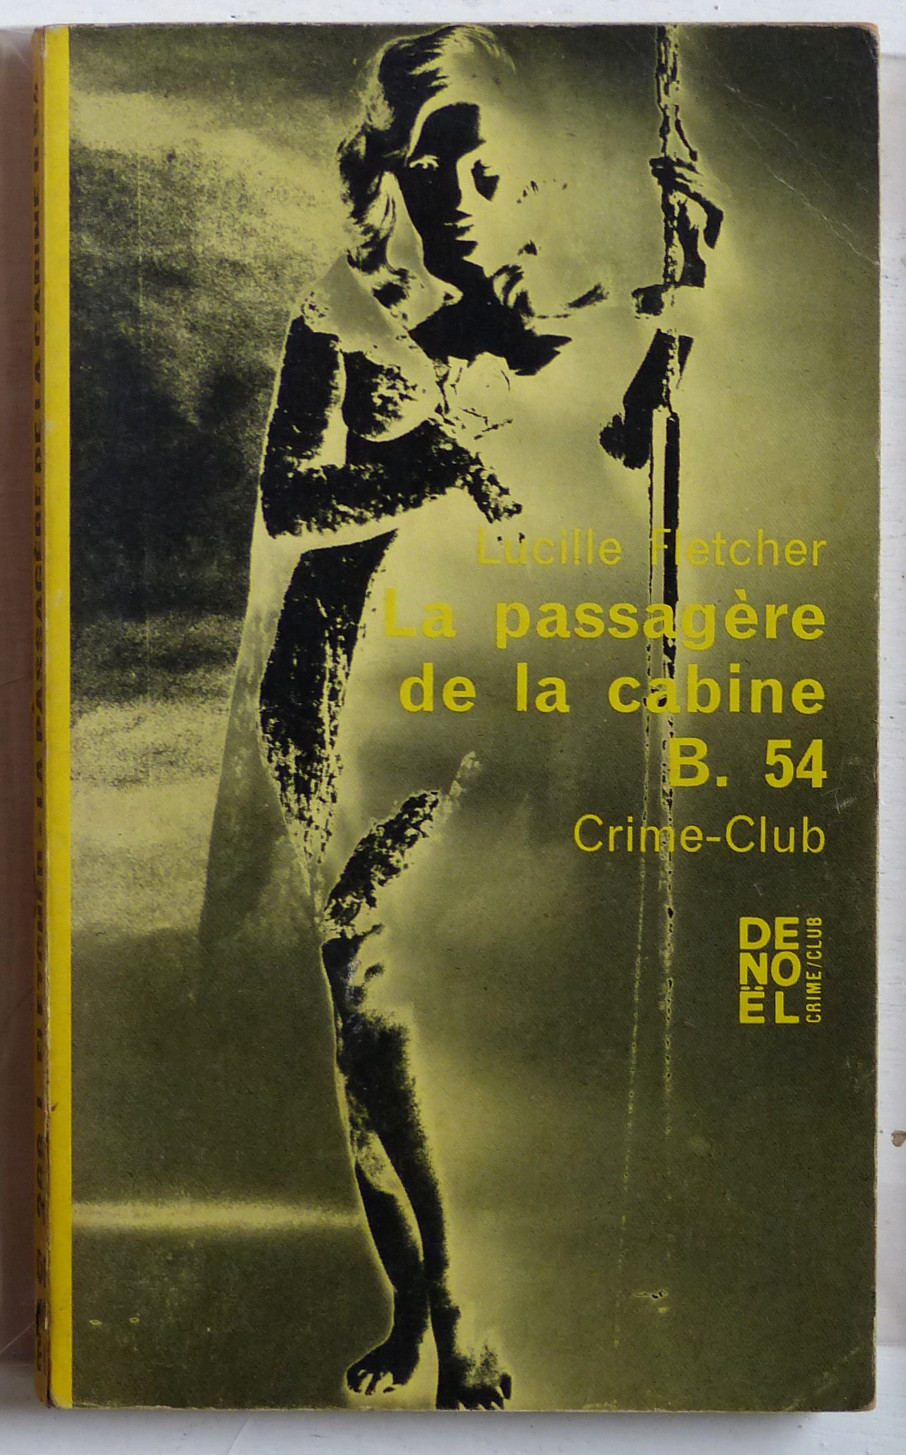 Lucille Fletcher
La passagère
de la cabine
B. 54
Crime-Club
DE
NO
ËL
CRIME/CLUB